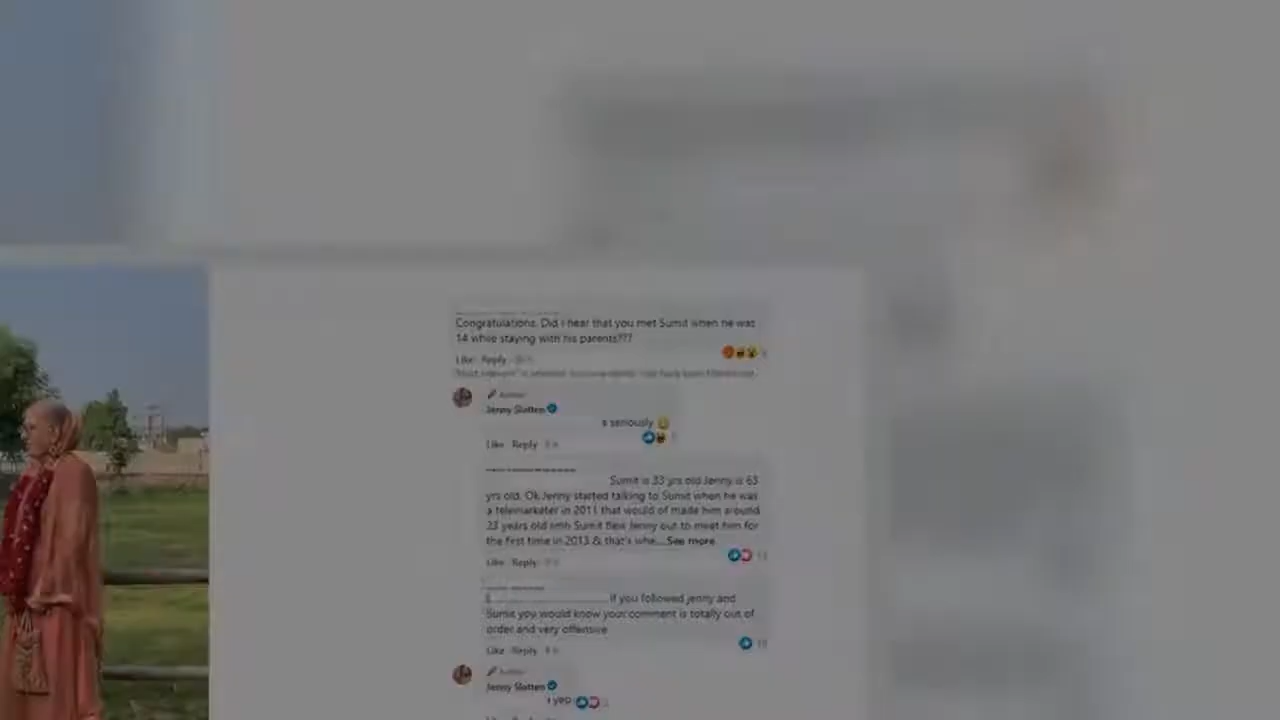 Congratulations. Did I hear that you met Sumit when he was
14 while staying with his parents???
Like Reply
Author
Jenny Slatten
s seriously
Like Reply
Sumit is 33 yrs old Jenny is 63
yrs old. Ok Jenny started talking to Sumit when he was
a telemarketer in 2011 that would of made him around
23 years old smh Sumit flew Jenny out to meet him for
the first time in 2013 & that's whe... See more
Like Reply
if you followed jenny and
Sumit you would know your comment is totally out of
order and very offensive
Like Reply
Author
Jenny Slatten
yep